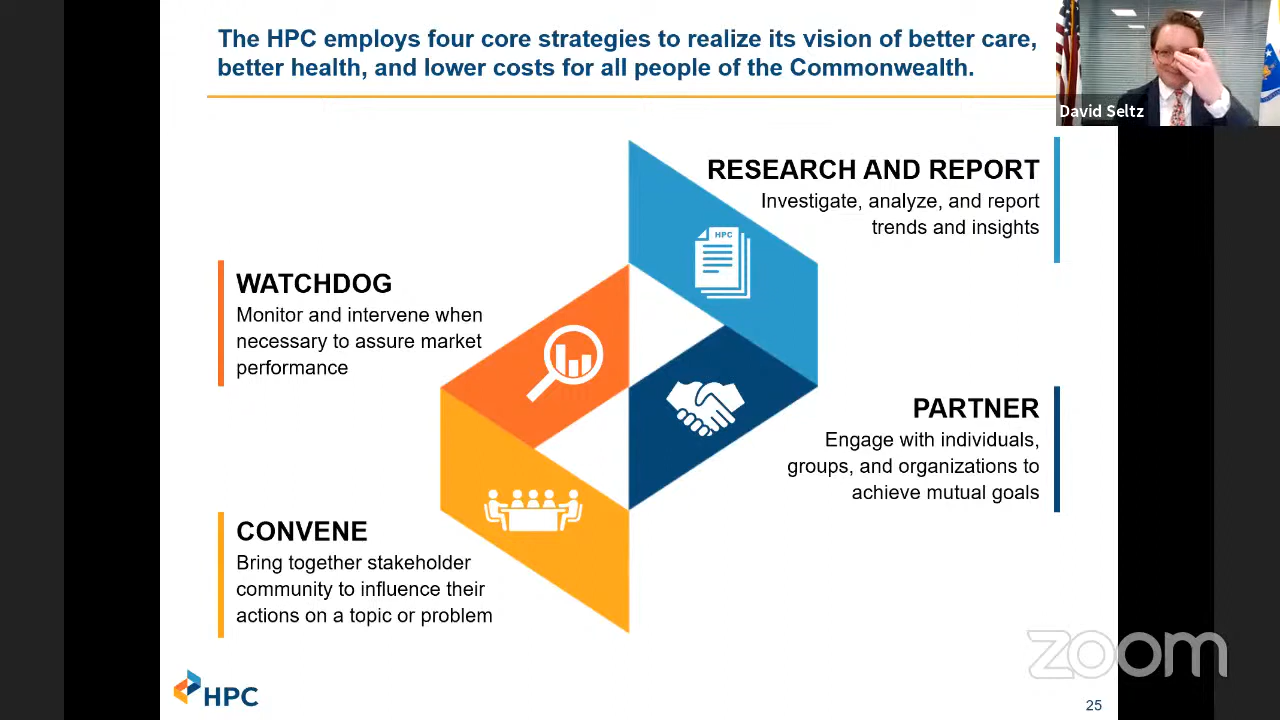 The HPC employs four core strategies to realize its vision of better care,
better health, and lower costs for all people of the Commonwealth.
David Seltz
RESEARCH AND REPORT
Investigate, analyze, and report
trends and insights
HPC
WATCHDOG
Monitor and intervene when
necessary to assure market
performance
PARTNER
Engage with individuals,
groups, and organizations to
achieve mutual goals
CONVENE
Bring together stakeholder
community to influence their
actions on a topic or problem
zoom
HPC
25